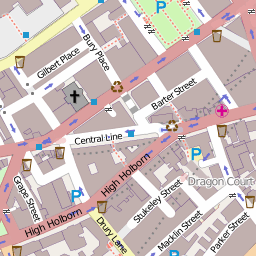 Gilbert Place
Bury Place
Barter Street
Central Line
High Holborn
Dragon Court
Grape Street
Stukeley Street
High Holborn
Drury Lane
Macklin Street
Parker Street